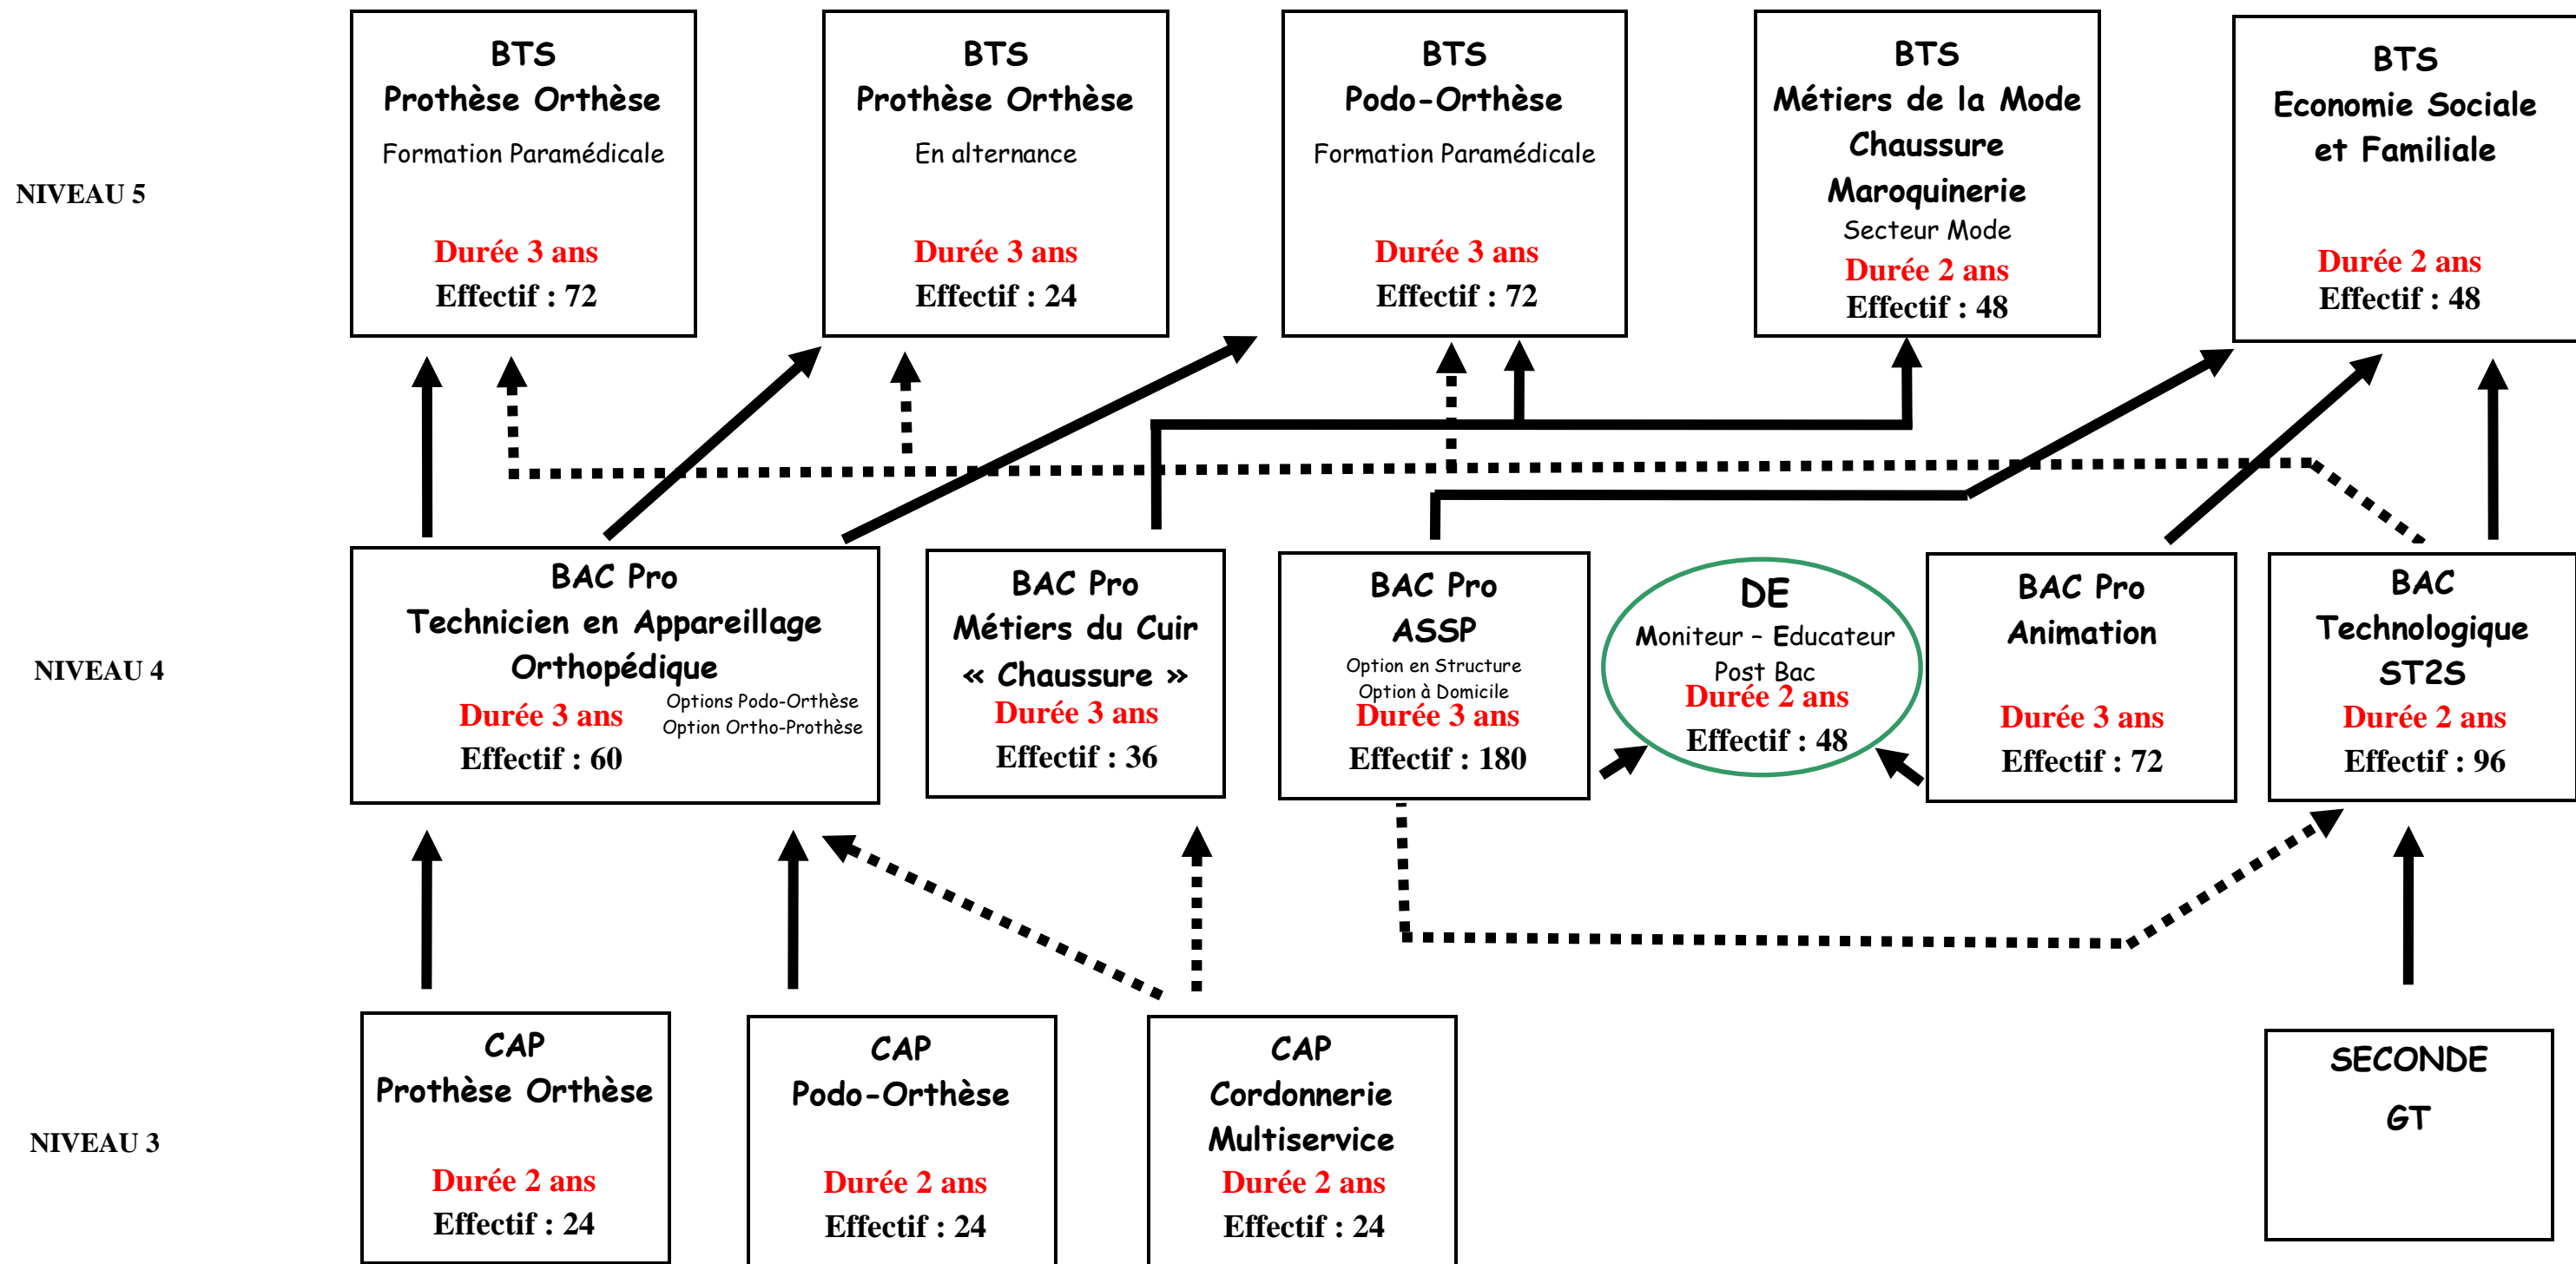 NIVEAU 5
BTS
Prothèse Orthèse
Formation Paramédicale
Durée 3 ans
Effectif : 72
BTS
Prothèse Orthèse
En alternance
Durée 3 ans
Effectif : 24
BTS
Podo-Orthèse
Formation Paramédicale
Durée 3 ans
Effectif : 72
BTS
Métiers de la Mode
Chaussure
Maroquinerie
Secteur Mode
Durée 2 ans
Effectif : 48
BTS
Economie Sociale
et Familiale
Durée 2 ans
Effectif : 48
NIVEAU 4
BAC Pro
Technicien en Appareillage
Orthopédique
Options Podo-Orthèse
Option Ortho-Prothèse
Durée 3 ans
Effectif : 60
BAC Pro
Métiers du Cuir
« Chaussure »
Durée 3 ans
Effectif : 36
BAC Pro
ASSP
Option en Structure
Option à Domicile
Durée 3 ans
Effectif : 180
DE
Moniteur – Educateur
Post Bac
Durée 2 ans
Effectif : 48
BAC Pro
Animation
Durée 3 ans
Effectif : 72
BAC
Technologique
ST2S
Durée 2 ans
Effectif : 96
NIVEAU 3
CAP
Prothèse Orthèse
Durée 2 ans
Effectif : 24
CAP
Podo-Orthèse
Durée 2 ans
Effectif : 24
CAP
Cordonnerie
Multiservice
Durée 2 ans
Effectif : 24
SECONDE
GT